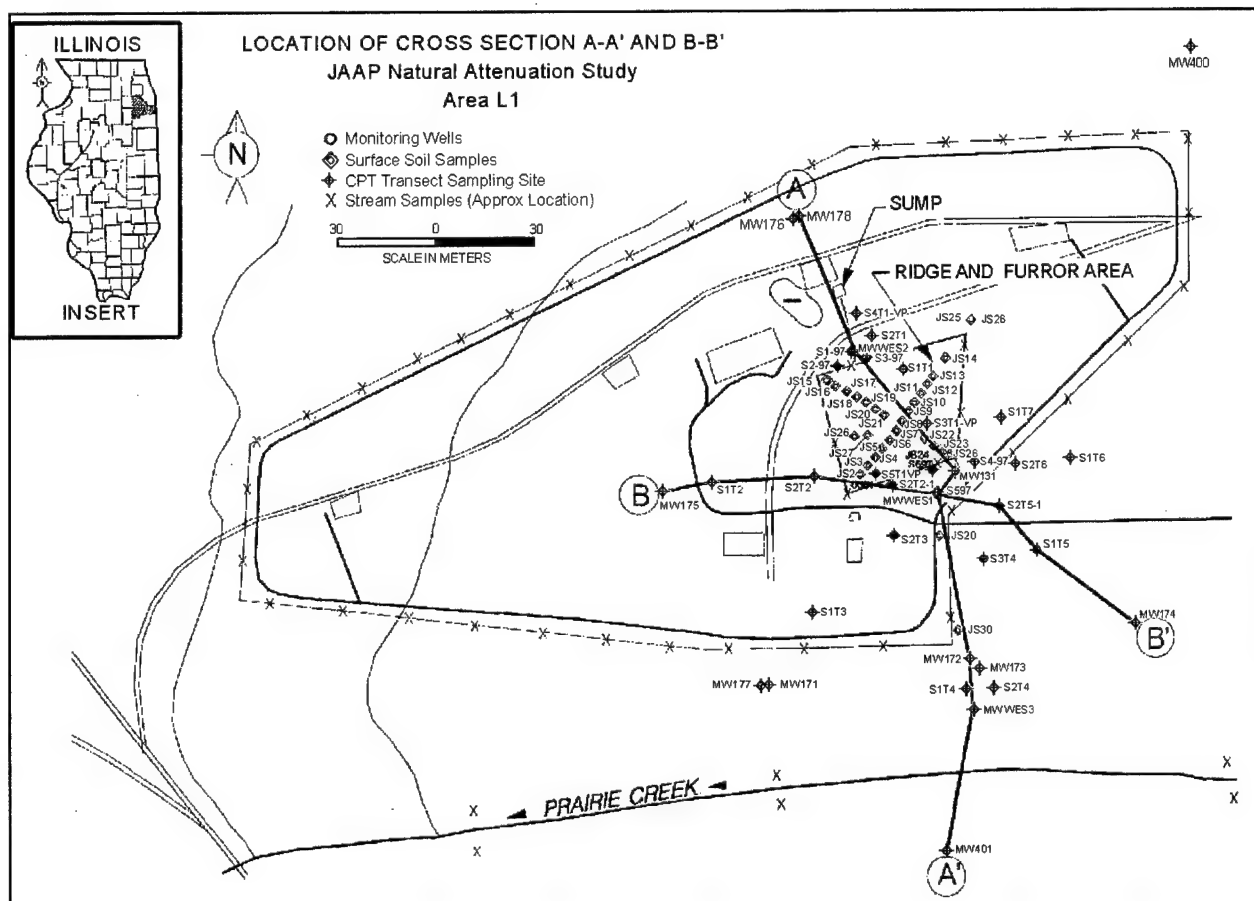 ILLINOIS
N
INSERT
LOCATION OF CROSS SECTION A-A' AND B-B'
JAAP Natural Attenuation Study
Area L1
N
Monitoring Wells
Surface Soil Samples
CPT Transect Sampling Site
X Stream Samples (Approx Location)
30 0 30
SCALE IN METERS
MW400
A
MW176
MW178
SUMP
RIDGE AND FURROR AREA
S4T1-VP
JS25
JS26
S2T1
MWWES2
S1-97
S3-97
S2-97
S1T1
JS14
JS13
JS12
JS11
JS10
JS9
JS15
JS16
JS17
JS18
JS19
JS20
JS21
JS8
S3T1-VP
S1T7
JS7
JS22
JS23
JS26
JS27
JS6
JS5
JS4
JS3
JS2
JS24
JS28
S4-97
S2T6
S1T6
MW131
S5T1VP
B
MW175
S1T2
S2T2
S2T2-1
S597
MWWES1
S2T5-1
S2T3
JS20
S3T4
S1T5
S1T3
JS30
MW174
B'
MW172
MW173
MW177
MW171
S1T4
S2T4
MWWES3
PRAIRIE CREEK
MW401
A'